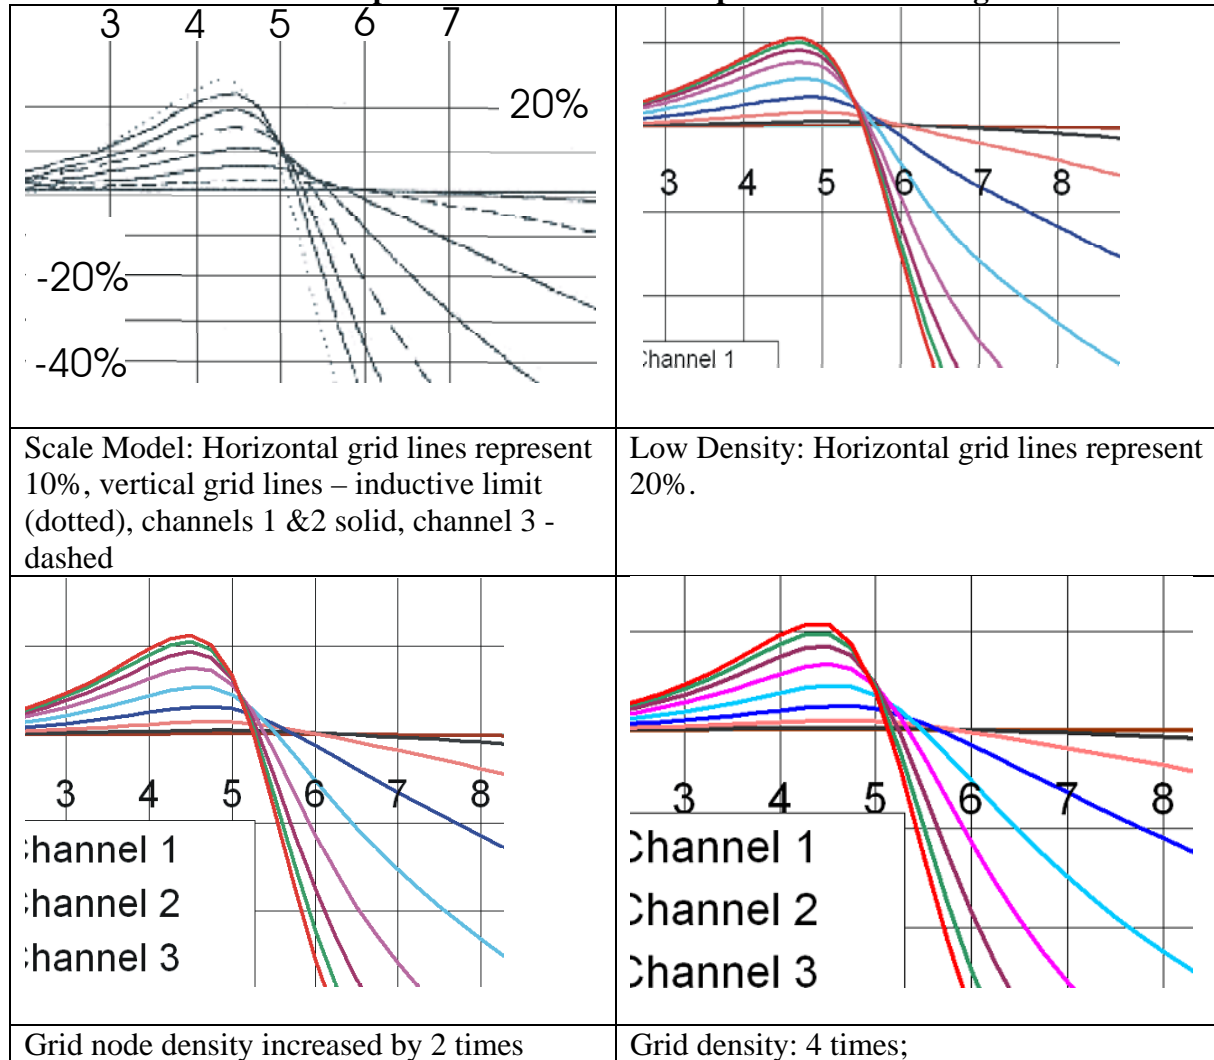 3 4 5 6 7
20%
-20%
-40%
3 4 5 6 7 8
Channel 1
Scale Model: Horizontal grid lines represent
10%, vertical grid lines – inductive limit
(dotted), channels 1 &2 solid, channel 3 -
dashed
Low Density: Horizontal grid lines represent
20%.
3 4 5 6 7 8
Channel 1
Channel 2
Channel 3
3 4 5 6 7 8
Channel 1
Channel 2
Channel 3
Grid node density increased by 2 times
Grid density: 4 times;